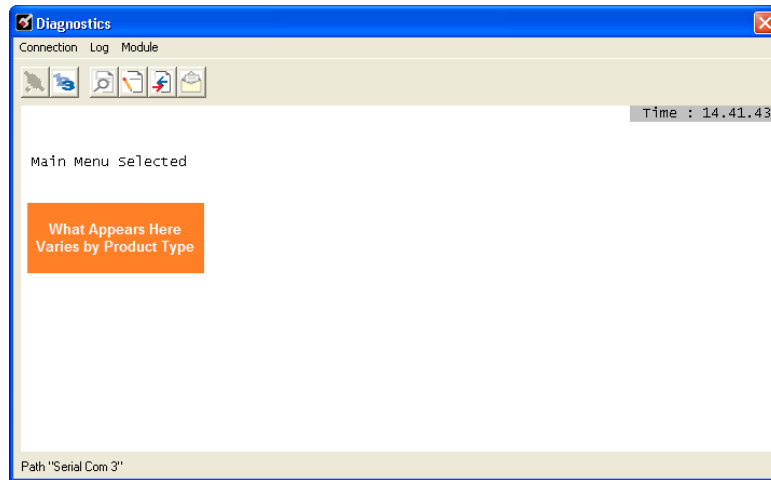 Diagnostics
Connection Log Module
Time : 14.41.43
Main Menu Selected
What Appears Here
Varies by Product Type
Path "Serial Com 3"